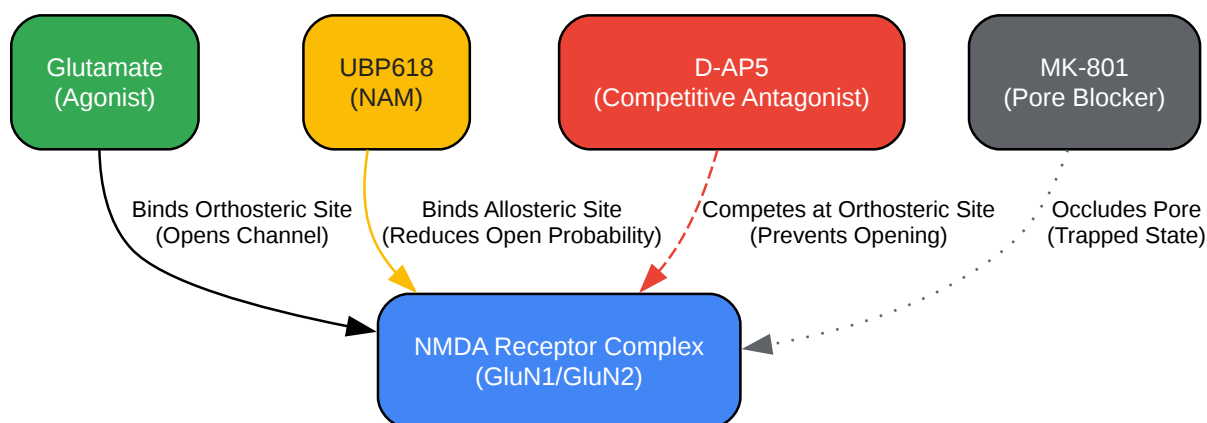 Glutamate
(Agonist)
UBP618
(NAM)
D-AP5
(Competitive Antagonist)
MK-801
(Pore Blocker)
Binds Orthosteric Site
(Opens Channel)
Binds Allosteric Site
(Reduces Open Probability)
Competes at Orthosteric Site
(Prevents Opening)
Occludes Pore
(Trapped State)
NMDA Receptor Complex
(GluN1/GluN2)